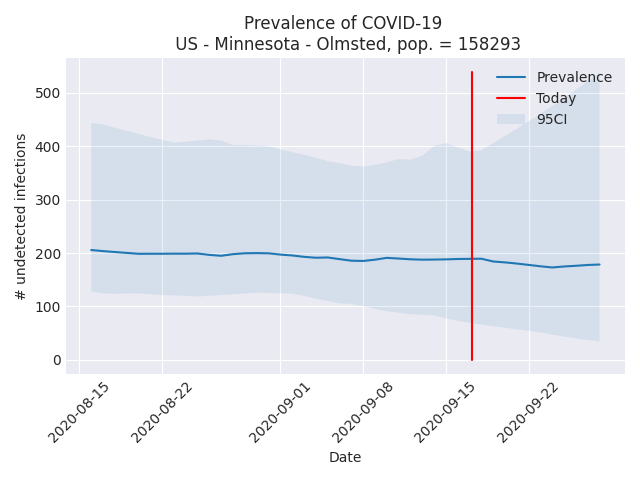 Prevalence of COVID-19
US - Minnesota - Olmsted, pop. = 158293
Prevalence
Today
95CI
# undetected infections
500
400
300
200
100
0
2020-08-15
2020-08-22
2020-09-01
2020-09-08
2020-09-15
2020-09-22
Date